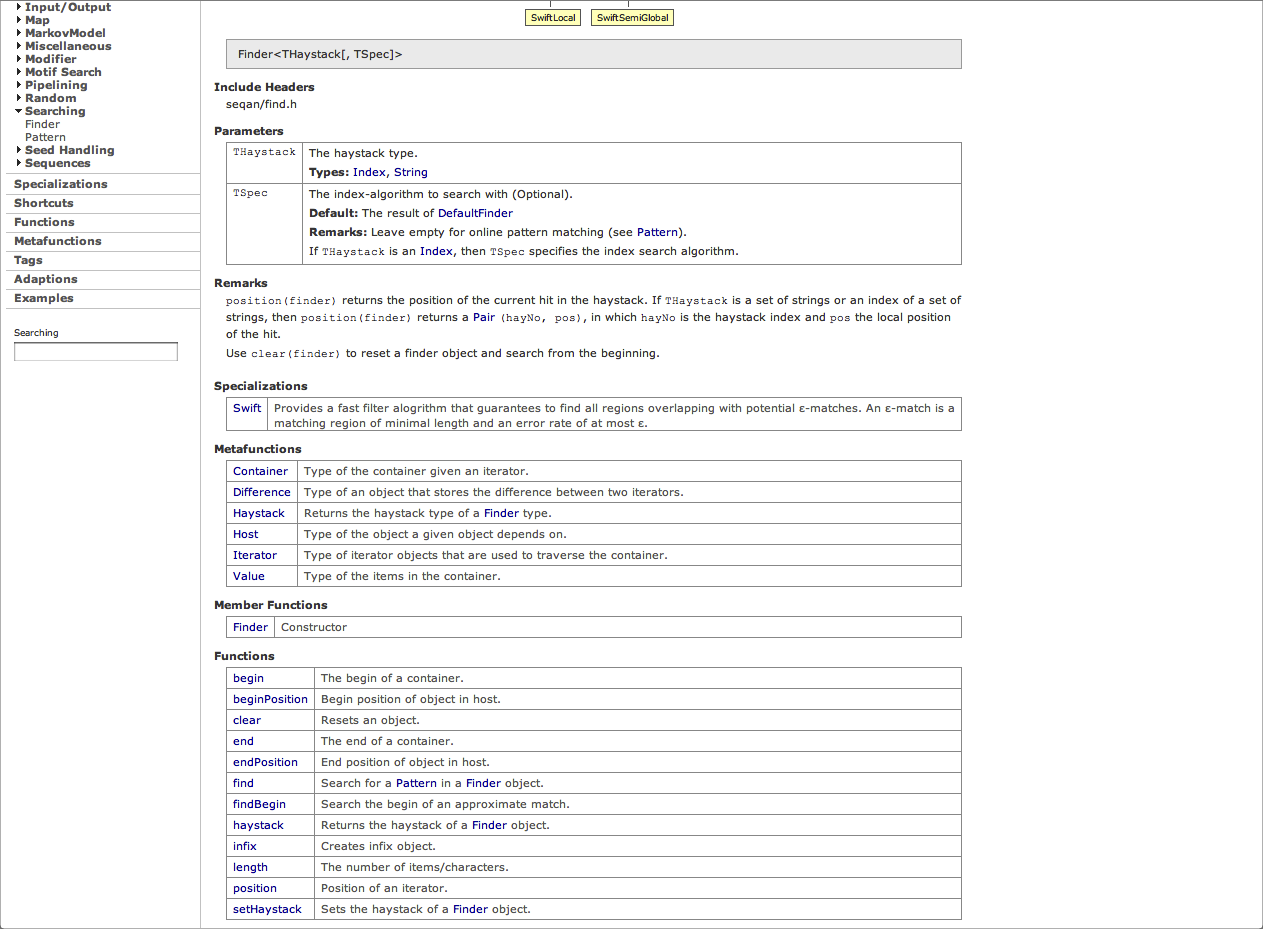 Input/Output
Map
MarkovModel
Miscellaneous
Modifier
Motif Search
Pipelining
Random
Searching
Finder
Pattern
Seed Handling
Sequences
Specializations
Shortcuts
Functions
Metafunctions
Tags
Adaptions
Examples
Searching
SwiftLocal SwiftSemiGlobal
Finder<THaystack[, TSpec]>
Include Headers
seqan/find.h
Parameters
THaystack The haystack type.
Types: Index, String
TSpec The index-algorithm to search with (Optional).
Default: The result of DefaultFinder
Remarks: Leave empty for online pattern matching (see Pattern).
If THaystack is an Index, then TSpec specifies the index search algorithm.
Remarks
position(finder) returns the position of the current hit in the haystack. If THaystack is a set of strings or an index of a set of
strings, then position(finder) returns a Pair (hayNo, pos), in which hayNo is the haystack index and pos the local position
of the hit.
Use clear(finder) to reset a finder object and search from the beginning.
Specializations
Swift Provides a fast filter alogrithm that guarantees to find all regions overlapping with potential ε-matches. An ε-match is a
matching region of minimal length and an error rate of at most ε.
Metafunctions
Container Type of the container given an iterator.
Difference Type of an object that stores the difference between two iterators.
Haystack Returns the haystack type of a Finder type.
Host Type of the object a given object depends on.
Iterator Type of iterator objects that are used to traverse the container.
Value Type of the items in the container.
Member Functions
Finder Constructor
Functions
begin The begin of a container.
beginPosition Begin position of object in host.
clear Resets an object.
end The end of a container.
endPosition End position of object in host.
find Search for a Pattern in a Finder object.
findBegin Search the begin of an approximate match.
haystack Returns the haystack of a Finder object.
infix Creates infix object.
length The number of items/characters.
position Position of an iterator.
setHaystack Sets the haystack of a Finder object.